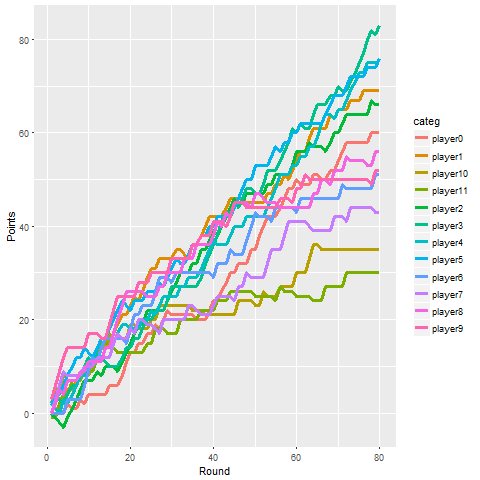 80
60
40
20
0
Points
0
20
40
60
80
Round
categ
player0
player1
player10
player11
player2
player3
player4
player5
player6
player7
player8
player9